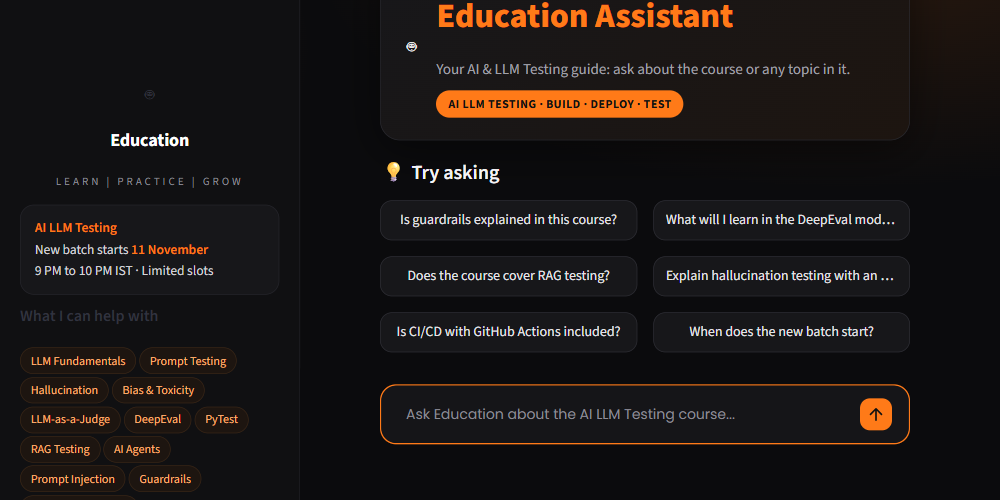 Education
LEARN | PRACTICE | GROW
AI LLM Testing
New batch starts 11 November
9 PM to 10 PM IST · Limited slots
What I can help with
LLM Fundamentals
Prompt Testing
Hallucination
Bias & Toxicity
LLM-as-a-Judge
DeepEval
PyTest
RAG Testing
AI Agents
Prompt Injection
Guardrails
Education Assistant
Your AI & LLM Testing guide: ask about the course or any topic in it.
AI LLM TESTING · BUILD · DEPLOY · TEST
Try asking
Is guardrails explained in this course?
What will I learn in the DeepEval mod...
Does the course cover RAG testing?
Explain hallucination testing with an ...
Is CI/CD with GitHub Actions included?
When does the new batch start?
Ask Education about the AI LLM Testing course...